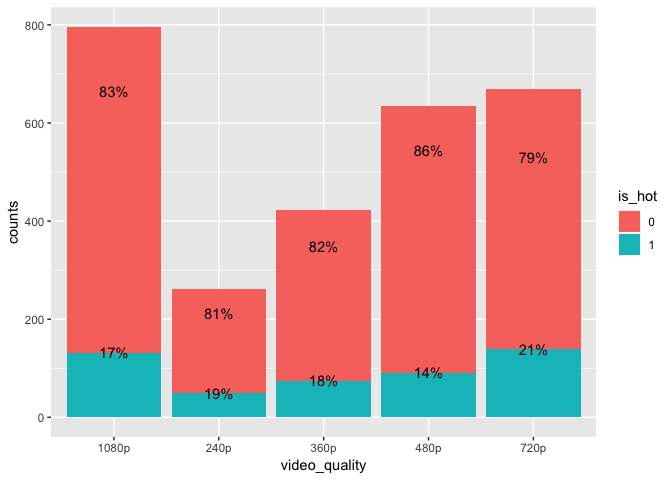 800
600
400
200
0
counts
83%
17%
81%
19%
82%
18%
86%
14%
79%
21%
1080p
240p
360p
480p
720p
video_quality
is_hot
0
1